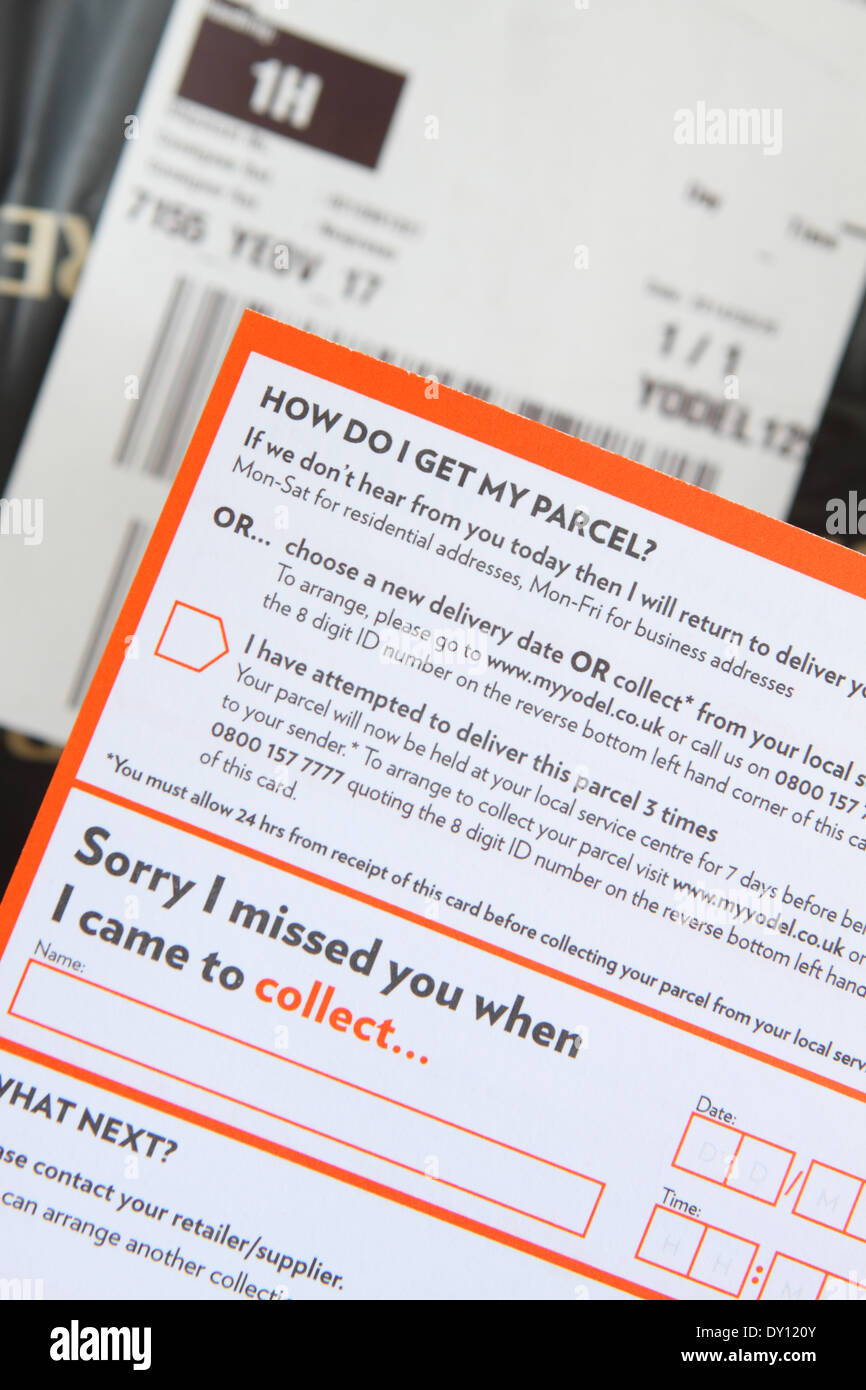 1H
7155 YEOV 17
1 / 1
YODEL 12
RE
HOW DO I GET MY PARCEL?
If we don't hear from you today then I will return to deliver
Mon-Sat for residential addresses, Mon-Fri for business addresses
OR... choose a new delivery date OR collect* from your local
To arrange, please go to www.myyodel.co.uk or call us on 0800 157
the 8 digit ID number on the reverse bottom left hand corner of this
I have attempted to deliver this parcel 3 times
Your parcel will now be held at your local service centre for 7 days before
to your sender. * To arrange to collect your parcel visit www.myyodel.co.uk or
0800 157 7777 quoting the 8 digit ID number on the reverse bottom left hand
of this card.
*You must allow 24 hrs from receipt of this card before collecting your parcel from your local
Sorry I missed you when
I came to collect...
Name:
Date:
D D / M
Time:
H H : M
WHAT NEXT?
contact your retailer/supplier.
can arrange another
alamy
Image ID: DY120Y
www.alamy.com